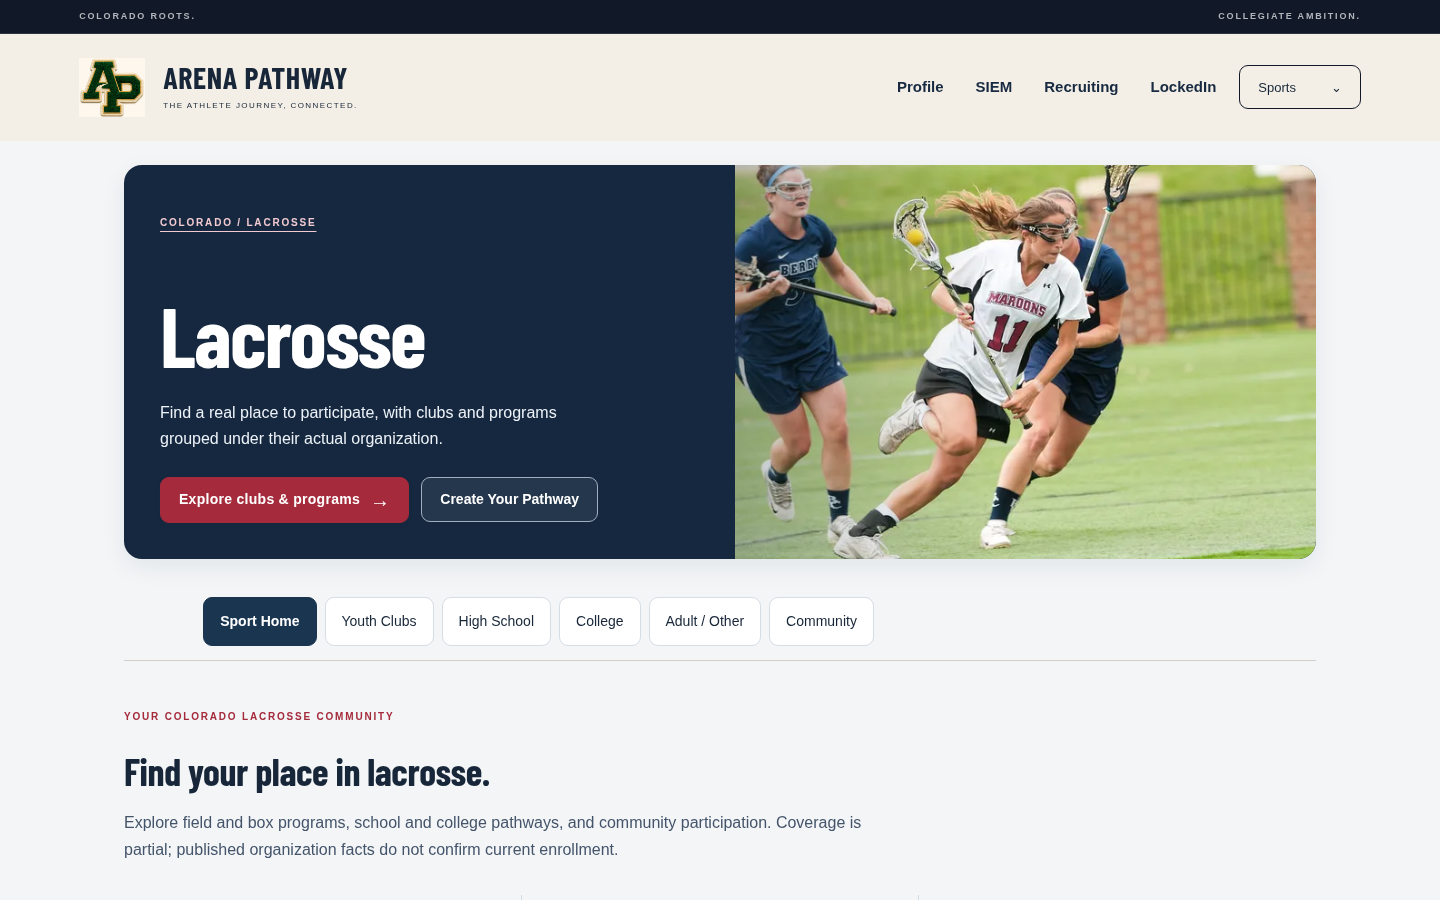 COLORADO ROOTS.
COLLEGIATE AMBITION.
AP
ARENA PATHWAY
THE ATHLETE JOURNEY, CONNECTED.
Profile
SIEM
Recruiting
LockedIn
Sports
COLORADO / LACROSSE
Lacrosse
Find a real place to participate, with clubs and programs
grouped under their actual organization.
Explore clubs & programs →
Create Your Pathway
BERRY
MAROONS
11
Sport Home
Youth Clubs
High School
College
Adult / Other
Community
YOUR COLORADO LACROSSE COMMUNITY
Find your place in lacrosse.
Explore field and box programs, school and college pathways, and community participation. Coverage is
partial; published organization facts do not confirm current enrollment.